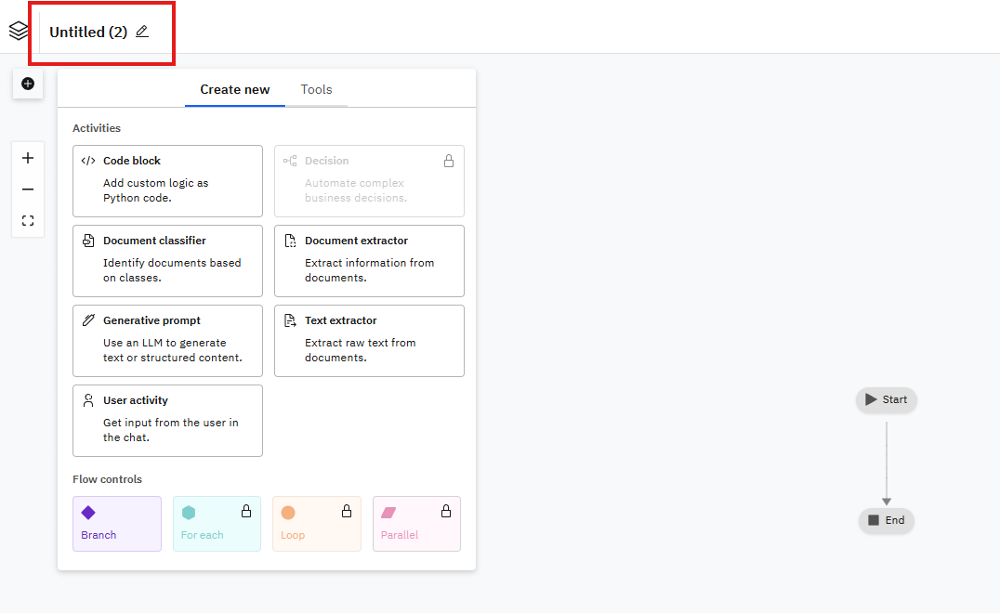 Untitled (2)
Create new
Tools
Activities
Code block
Add custom logic as
Python code.
Decision
Automate complex
business decisions.
Document classifier
Identify documents based
on classes.
Document extractor
Extract information from
documents.
Generative prompt
Use an LLM to generate
text or structured content.
Text extractor
Extract raw text from
documents.
User activity
Get input from the user in
the chat.
Flow controls
Branch
For each
Loop
Parallel
Start
End